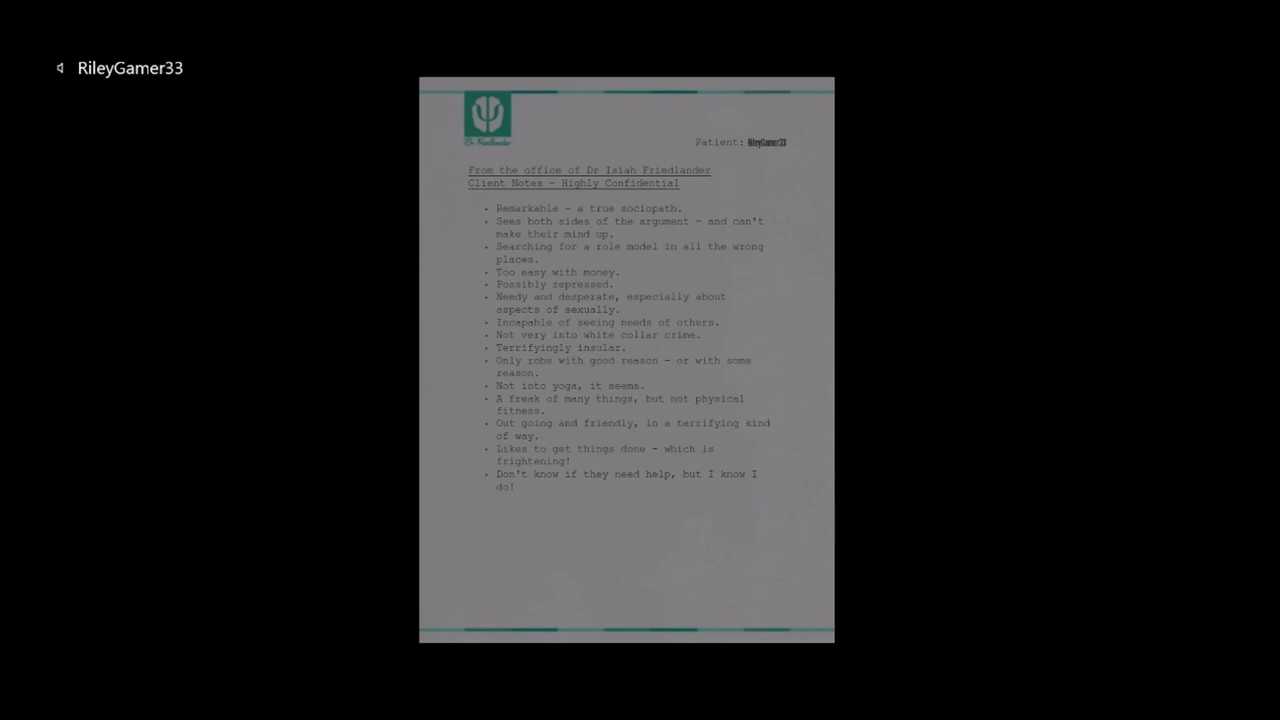 RileyGamer33
Dr. Friedlander
Patient: RileyGamer33
From the office of Dr Isiah Friedlander
Client Notes - Highly Confidential
• Remarkable - a true sociopath.
• Sees both sides of the argument - and can't
make their mind up.
• Searching for a role model in all the wrong
places.
• Too easy with money.
• Possibly repressed.
• Needy and desperate, especially about
aspects of sexually.
• Incapable of seeing needs of others.
• Not very into white collar crime.
• Terrifyingly insular.
• Only robs with good reason - or with some
reason.
• Not into yoga, it seems.
• A freak of many things, but not physical
fitness.
• Out going and friendly, in a terrifying kind
of way.
• Likes to get things done - which is
frightening!
• Don't know if they need help, but I know I
do!